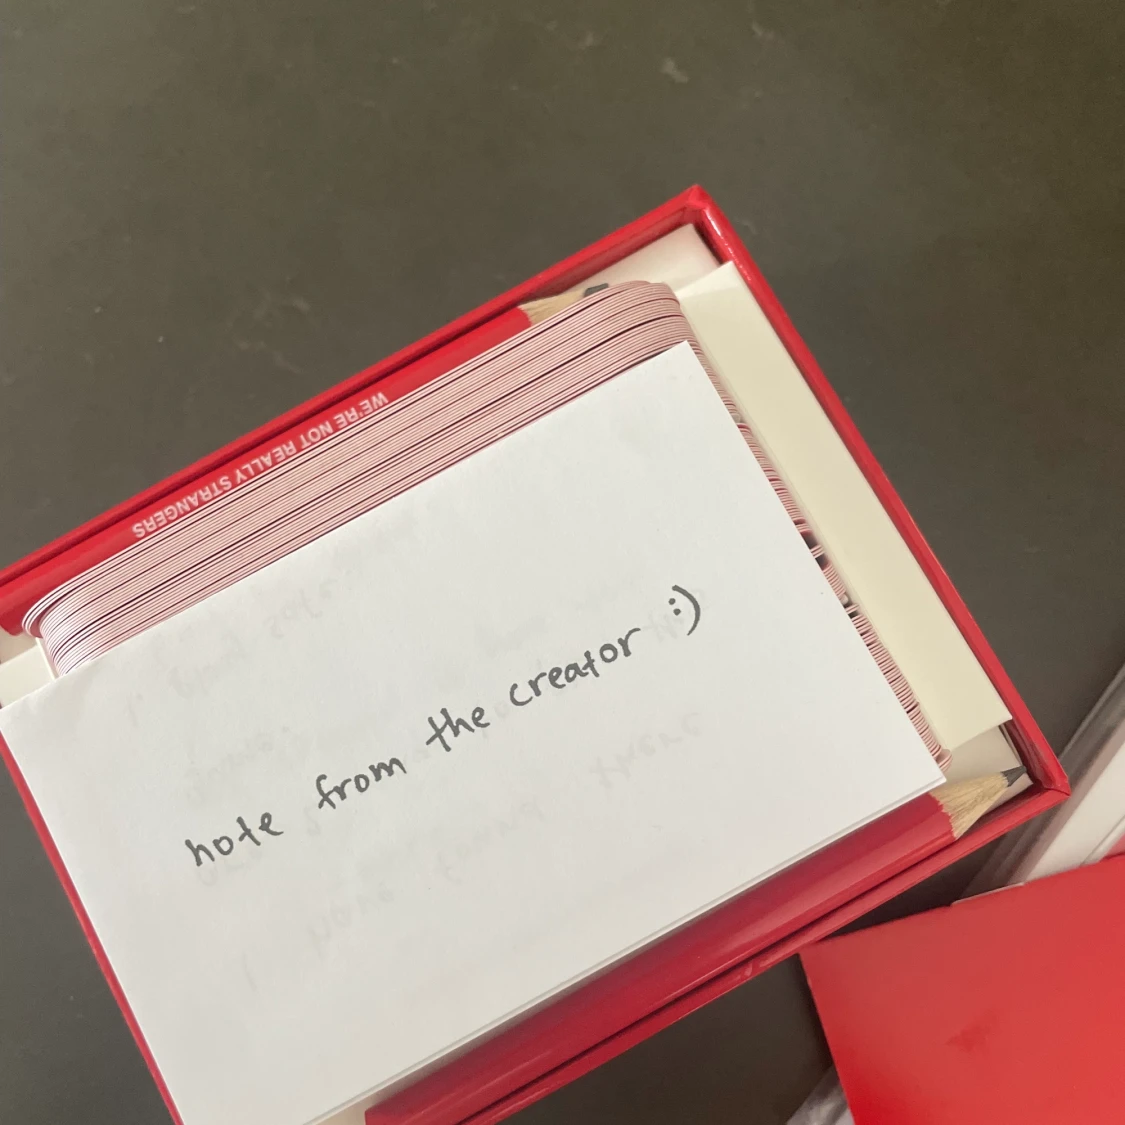 WE'RE NOT REALLY STRANGERS
note from the creator :)